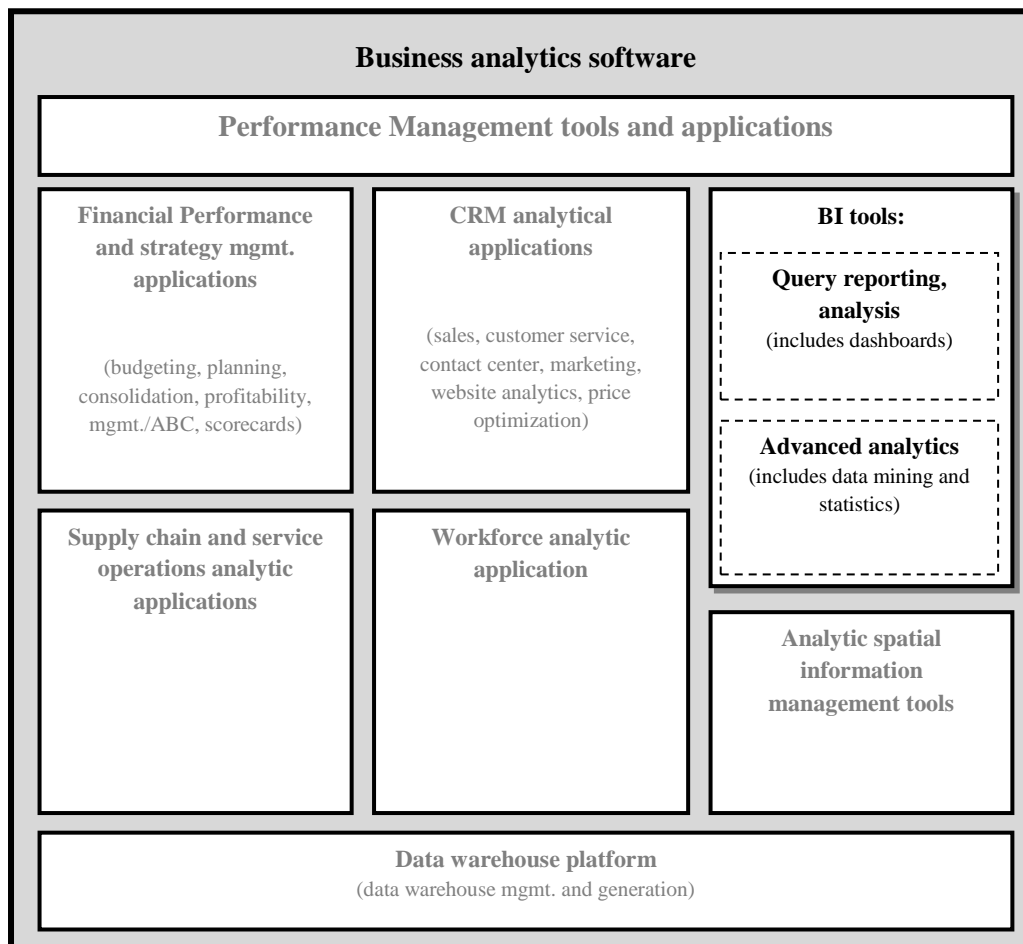 Business analytics software
Performance Management tools and applications
Financial Performance
and strategy mgmt.
applications
(budgeting, planning,
consolidation, profitability,
mgmt./ABC, scorecards)
CRM analytical
applications
(sales, customer service,
contact center, marketing,
website analytics, price
optimization)
BI tools:
Query reporting,
analysis
(includes dashboards)
Advanced analytics
(includes data mining and
statistics)
Supply chain and service
operations analytic
applications
Workforce analytic
application
Analytic spatial
information
management tools
Data warehouse platform
(data warehouse mgmt. and generation)